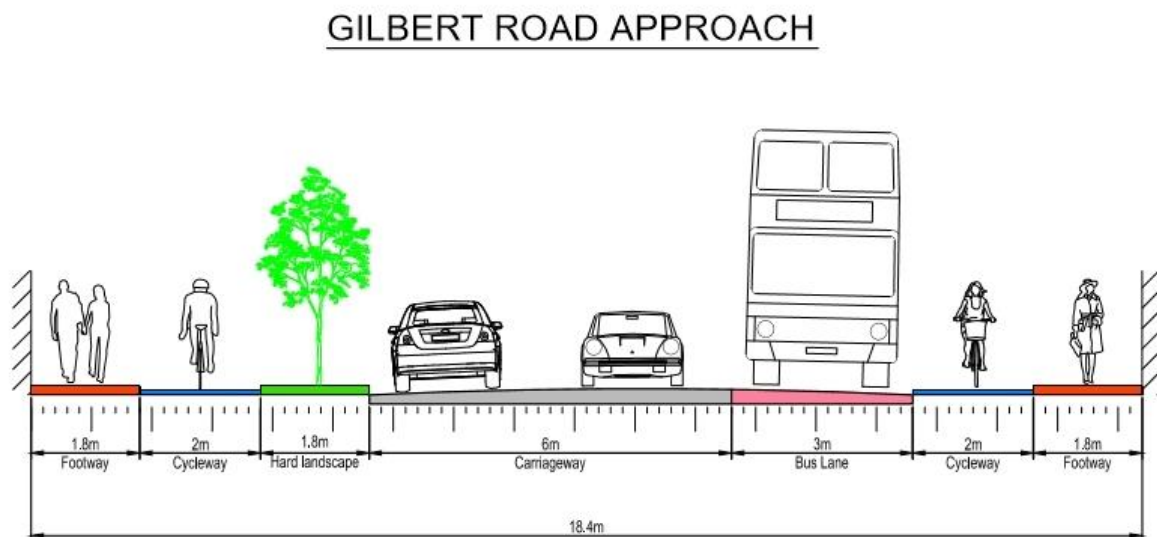 GILBERT ROAD APPROACH
1.8m 2m 1.8m 6m 3m 2m 1.8m
Footway Cycleway Hard landscape Carriageway Bus Lane Cycleway Footway
18.4m